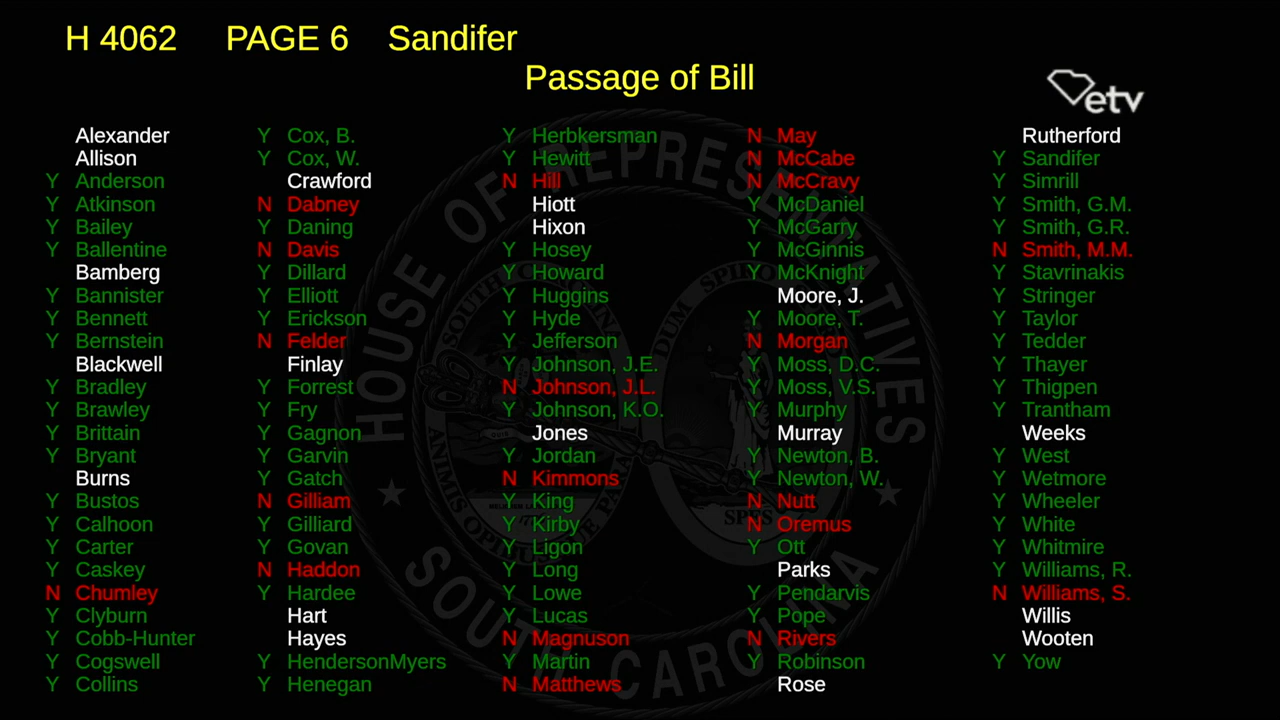 H 4062 PAGE 6 Sandifer
Passage of Bill
etv
Alexander
Allison
Y Anderson
Y Atkinson
Y Bailey
Y Ballentine
Bamberg
Y Bannister
Y Bennett
Y Bernstein
Blackwell
Y Bradley
Y Brawley
Y Brittain
Y Bryant
Burns
Y Bustos
Y Calhoon
Y Carter
Y Caskey
N Chumley
Y Clyburn
Y Cobb-Hunter
Y Cogswell
Y Collins
Y Cox, B.
Y Cox, W.
Crawford
N Dabney
Y Daning
N Davis
Y Dillard
Y Elliott
Y Erickson
N Felder
Finlay
Y Forrest
Y Fry
Y Gagnon
Y Garvin
Y Gatch
N Gilliam
Y Gilliard
Y Govan
N Haddon
Y Hardee
Hart
Hayes
Y HendersonMyers
Y Henegan
Y Herbkersman
Y Hewitt
N Hill
Hiott
Hixon
Y Hosey
Y Howard
Y Huggins
Y Hyde
Y Jefferson
Y Johnson, J.E.
N Johnson, J.L.
Y Johnson, K.O.
Jones
Y Jordan
N Kimmons
Y King
Y Kirby
Y Ligon
Y Long
Y Lowe
Y Lucas
N Magnuson
Y Martin
N Matthews
N May
N McCabe
N McCravy
Y McDaniel
Y McGarry
Y McGinnis
Y McKnight
Moore, J.
Y Moore, T.
N Morgan
Y Moss, D.C.
Y Moss, V.S.
Y Murphy
Murray
Y Newton, B.
Y Newton, W.
N Nutt
N Oremus
Y Ott
Parks
Y Pendarvis
Y Pope
N Rivers
Y Robinson
Rose
Rutherford
Y Sandifer
Y Simrill
Y Smith, G.M.
Y Smith, G.R.
N Smith, M.M.
Y Stavrinakis
Y Stringer
Y Taylor
Y Tedder
Y Thayer
Y Thigpen
Y Trantham
Weeks
Y West
Y Wetmore
Y Wheeler
Y White
Y Whitmire
Y Williams, R.
N Williams, S.
Willis
Wooten
Y Yow
HOUSE OF REPRESENTATIVES
SOUTH CAROLINA